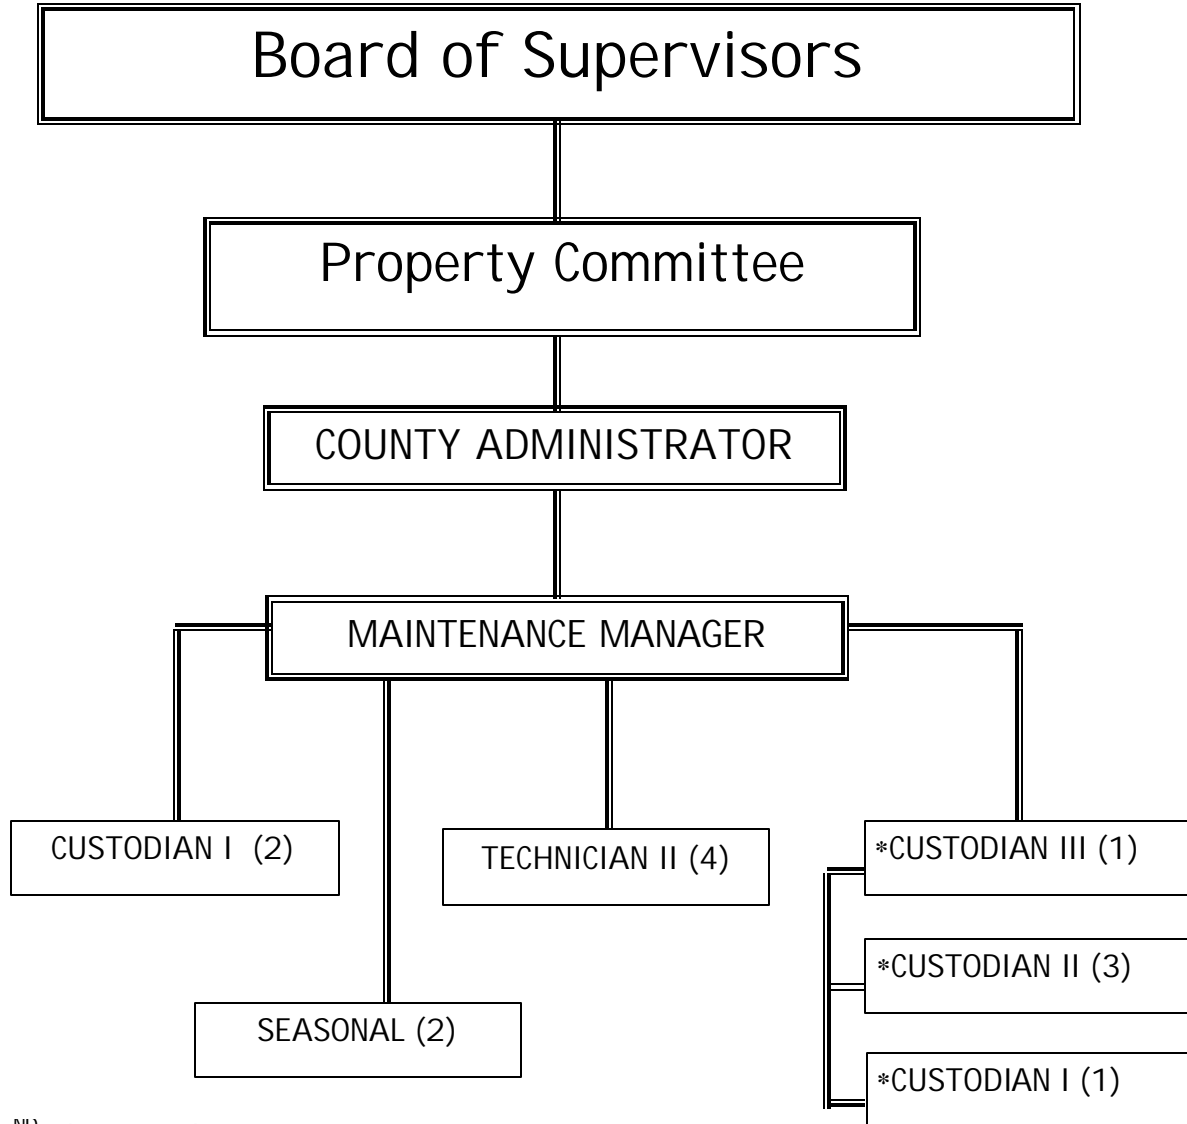 Board of Supervisors
Property Committee
COUNTY ADMINISTRATOR
MAINTENANCE MANAGER
CUSTODIAN I (2)
TECHNICIAN II (4)
*CUSTODIAN III (1)
*CUSTODIAN II (3)
SEASONAL (2)
*CUSTODIAN I (1)